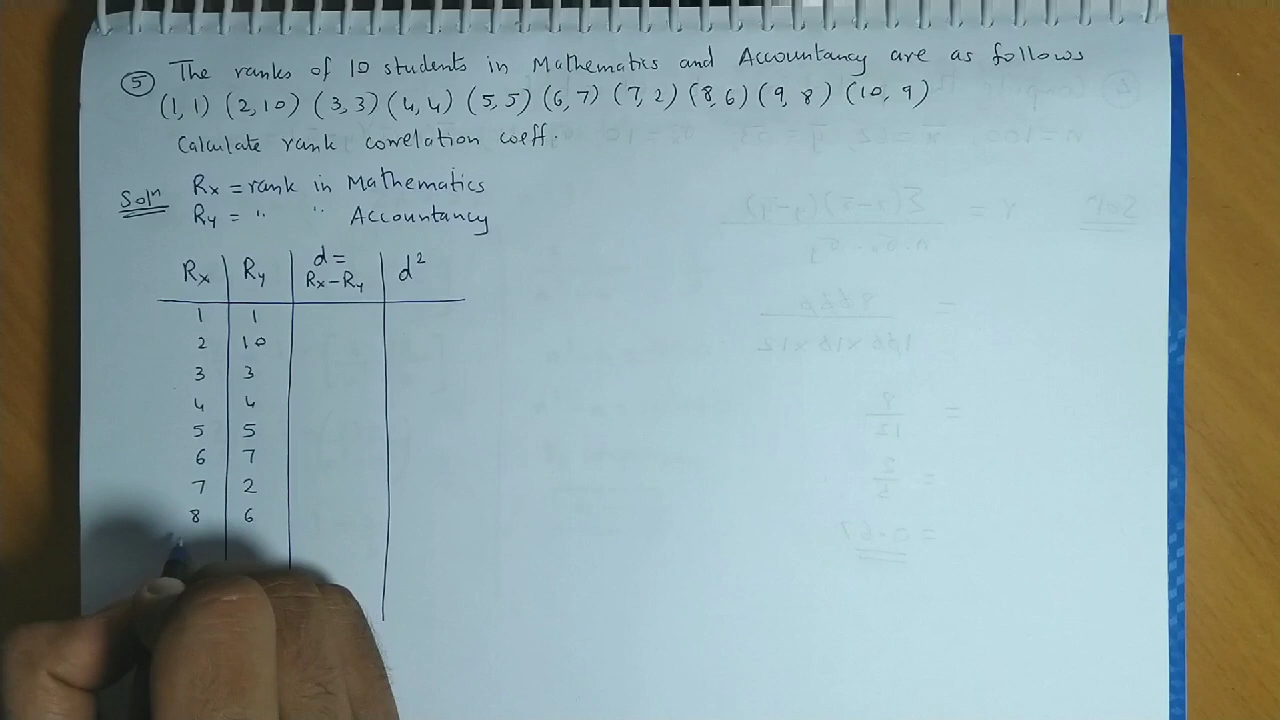 ⑤ The ranks of 10 students in Mathematics and Accountancy are as follows
(1,1) (2,10) (3,3) (4,4) (5,5) (6,7) (7,2) (8,6) (9,8) (10,9)
Calculate rank correlation coeff.
Solⁿ Rx = rank in Mathematics
Ry = " " Accountancy
Rx Ry d = Rx-Ry d²
1 1
2 10
3 3
4 4
5 5
6 7
7 2
8 6